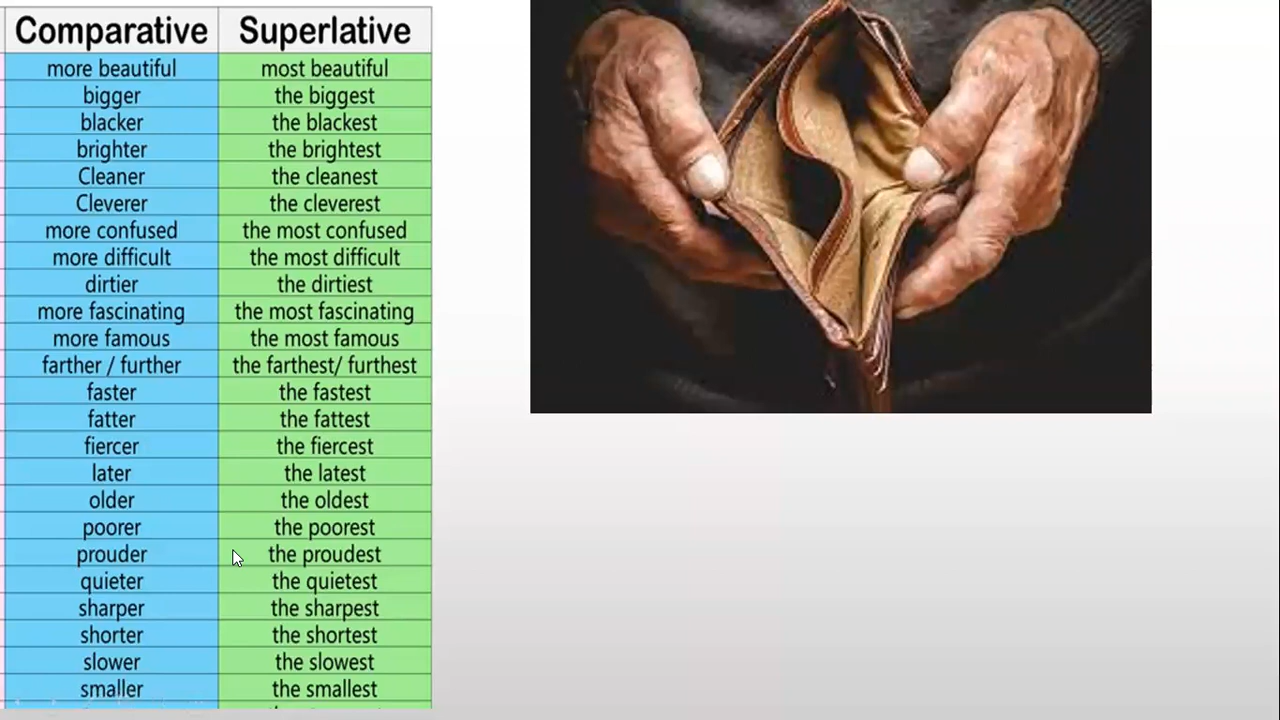 Comparative Superlative
more beautiful most beautiful
bigger the biggest
blacker the blackest
brighter the brightest
Cleaner the cleanest
Cleverer the cleverest
more confused the most confused
more difficult the most difficult
dirtier the dirtiest
more fascinating the most fascinating
more famous the most famous
farther / further the farthest/ furthest
faster the fastest
fatter the fattest
fiercer the fiercest
later the latest
older the oldest
poorer the poorest
prouder the proudest
quieter the quietest
sharper the sharpest
shorter the shortest
slower the slowest
smaller the smallest